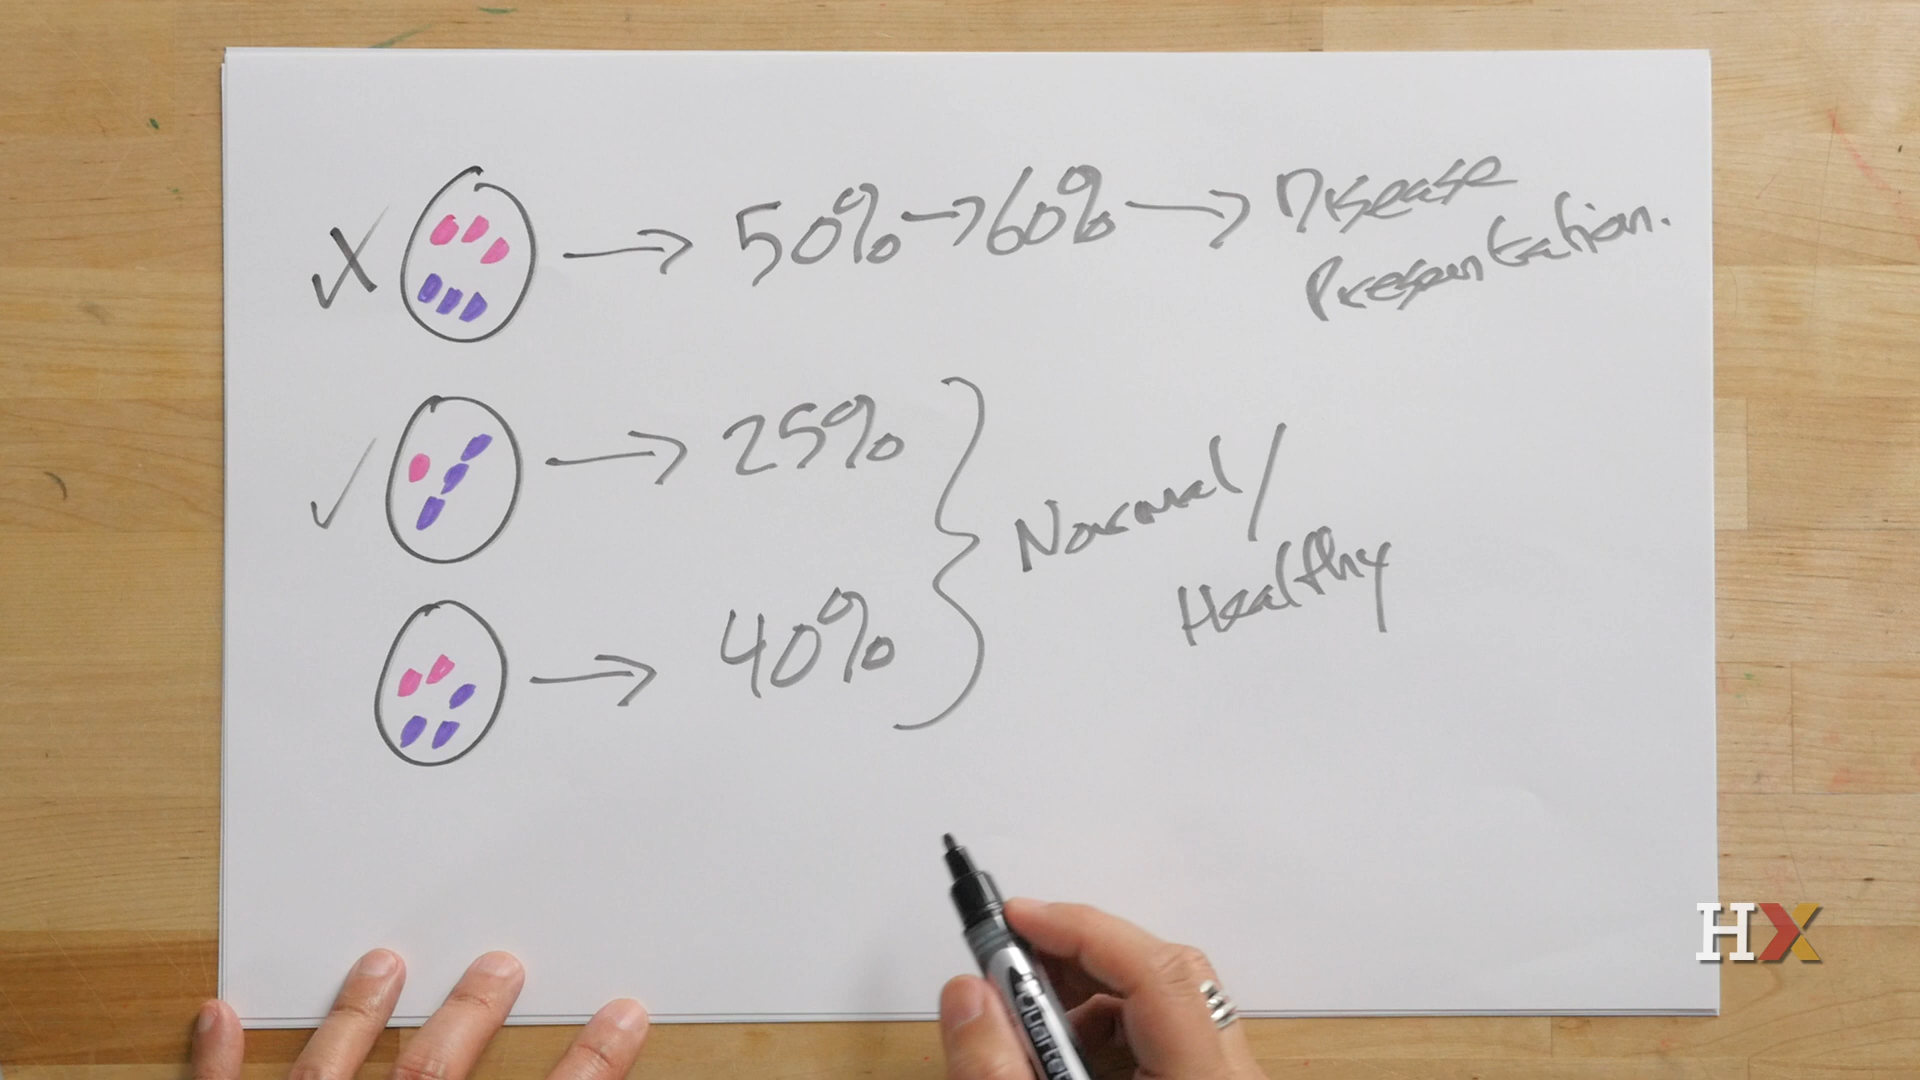 50% → 60% → Disease
Presentation.
25%
Normal/
Healthy
40%
HX